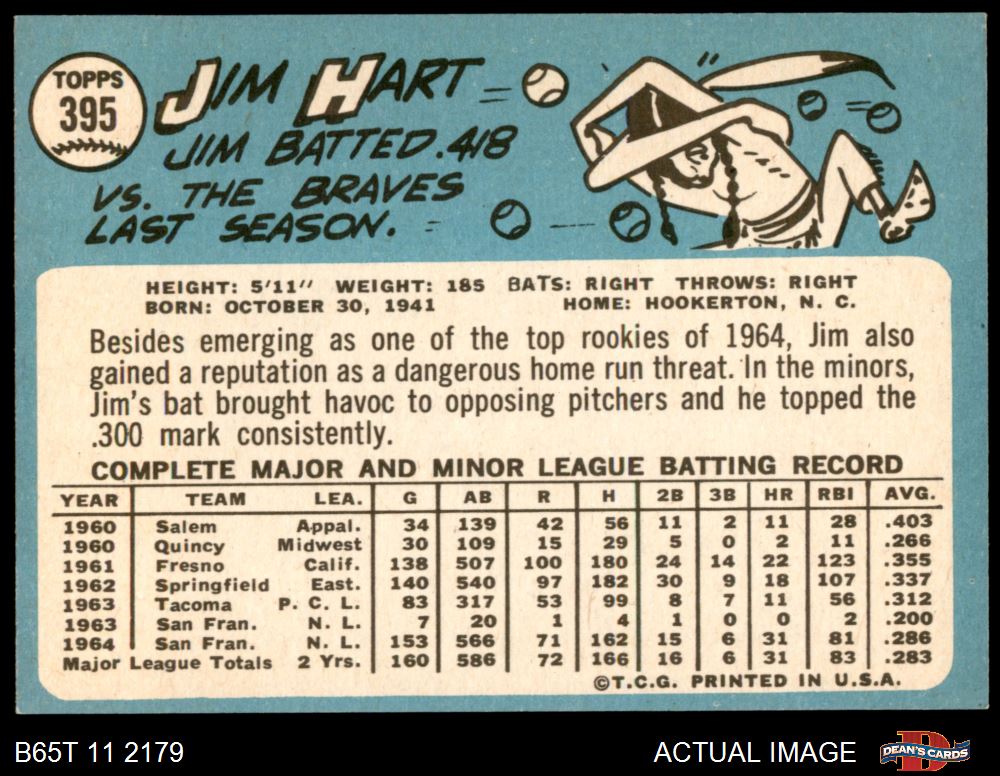 TOPPS
395
JIM HART
JIM BATTED .418
VS. THE BRAVES
LAST SEASON.
HEIGHT: 5'11" WEIGHT: 185 BATS: RIGHT THROWS: RIGHT
BORN: OCTOBER 30, 1941 HOME: HOOKERTON, N. C.
Besides emerging as one of the top rookies of 1964, Jim also
gained a reputation as a dangerous home run threat. In the minors,
Jim's bat brought havoc to opposing pitchers and he topped the
.300 mark consistently.
COMPLETE MAJOR AND MINOR LEAGUE BATTING RECORD
YEAR TEAM LEA. G AB R H 2B 3B HR RBI AVG.
1960 Salem Appal. 34 139 42 56 11 2 11 28 .403
1960 Quincy Midwest 30 109 15 29 5 0 2 11 .266
1961 Fresno Calif. 138 507 100 180 24 14 22 123 .355
1962 Springfield East. 140 540 97 182 30 9 18 107 .337
1963 Tacoma P. C. L. 83 317 53 99 8 7 11 56 .312
1963 San Fran. N. L. 7 20 1 4 1 0 0 2 .200
1964 San Fran. N. L. 153 566 71 162 15 6 31 81 .286
Major League Totals 2 Yrs. 160 586 72 166 16 6 31 83 .283
©T.C.G. PRINTED IN U.S.A.
B65T 11 2179 ACTUAL IMAGE DEAN'S CARDS